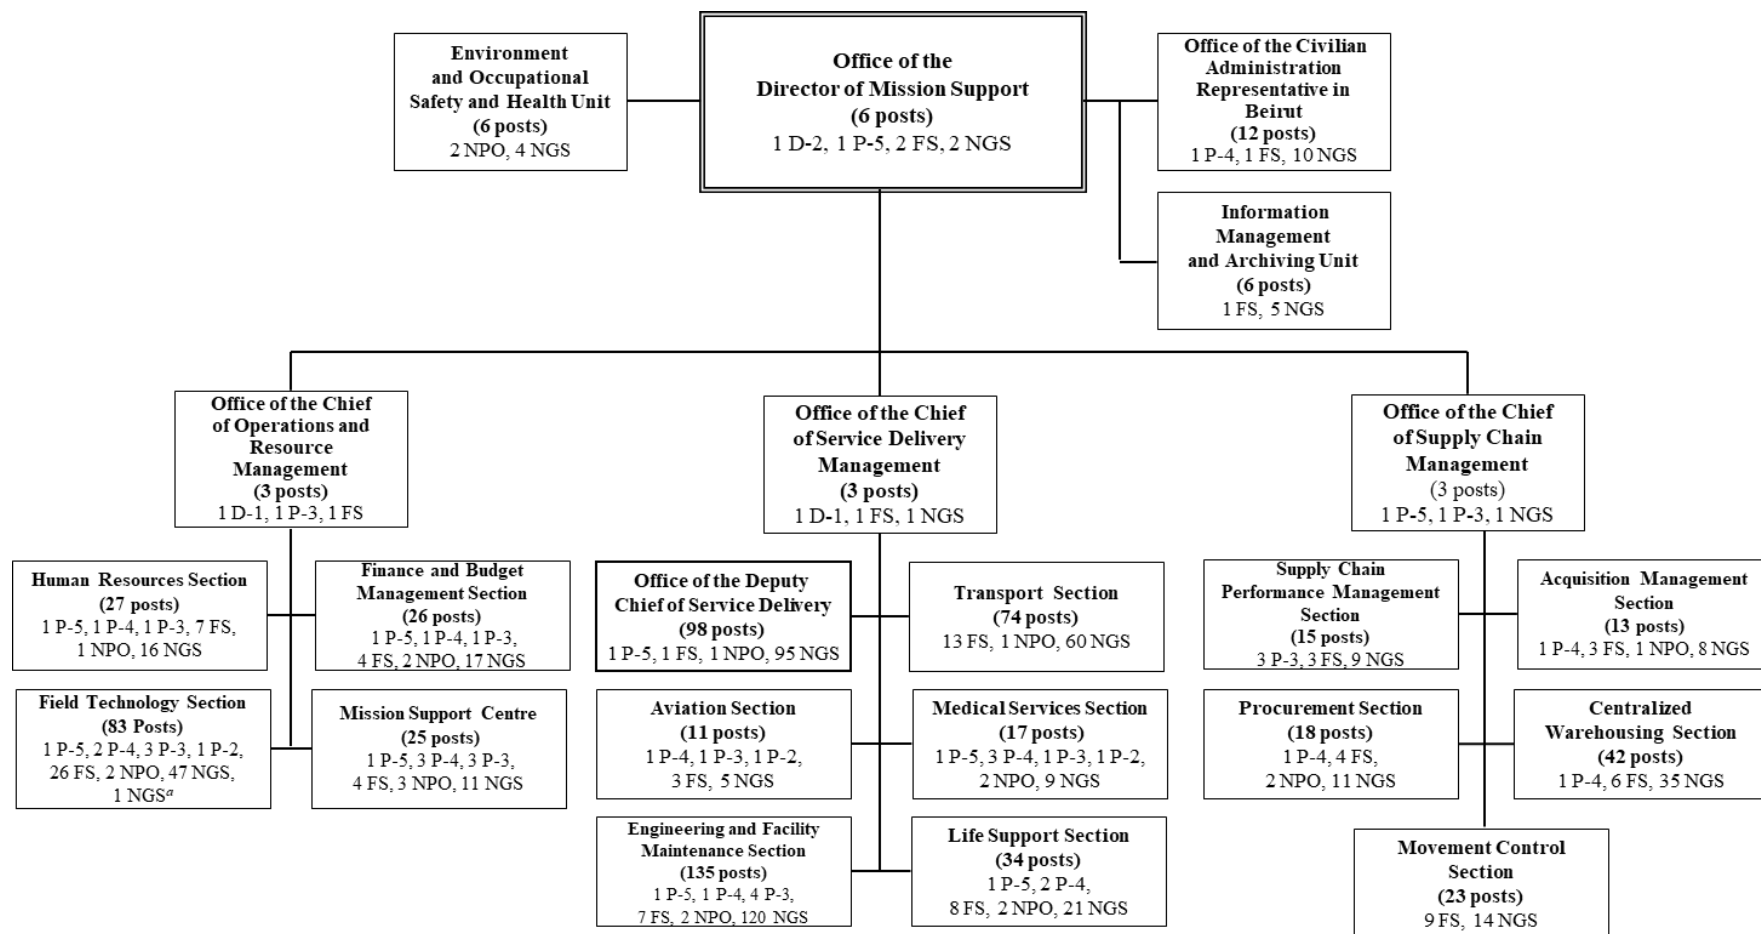 Environment
and Occupational
Safety and Health Unit
(6 posts)
2 NPO, 4 NGS
Office of the
Director of Mission Support
(6 posts)
1 D-2, 1 P-5, 2 FS, 2 NGS
Office of the Civilian
Administration
Representative in
Beirut
(12 posts)
1 P-4, 1 FS, 10 NGS
Information
Management
and Archiving Unit
(6 posts)
1 FS, 5 NGS
Office of the Chief
of Operations and
Resource
Management
(3 posts)
1 D-1, 1 P-3, 1 FS
Office of the Chief
of Service Delivery
Management
(3 posts)
1 D-1, 1 FS, 1 NGS
Office of the Chief
of Supply Chain
Management
(3 posts)
1 P-5, 1 P-3, 1 NGS
Human Resources Section
(27 posts)
1 P-5, 1 P-4, 1 P-3, 7 FS,
1 NPO, 16 NGS
Finance and Budget
Management Section
(26 posts)
1 P-5, 1 P-4, 1 P-3,
4 FS, 2 NPO, 17 NGS
Office of the Deputy
Chief of Service Delivery
(98 posts)
1 P-5, 1 FS, 1 NPO, 95 NGS
Transport Section
(74 posts)
13 FS, 1 NPO, 60 NGS
Supply Chain
Performance Management
Section
(15 posts)
3 P-3, 3 FS, 9 NGS
Acquisition Management
Section
(13 posts)
1 P-4, 3 FS, 1 NPO, 8 NGS
Field Technology Section
(83 Posts)
1 P-5, 2 P-4, 3 P-3, 1 P-2,
26 FS, 2 NPO, 47 NGS,
1 NGSᵃ
Mission Support Centre
(25 posts)
1 P-5, 3 P-4, 3 P-3,
4 FS, 3 NPO, 11 NGS
Aviation Section
(11 posts)
1 P-4, 1 P-3, 1 P-2,
3 FS, 5 NGS
Medical Services Section
(17 posts)
1 P-5, 3 P-4, 1 P-3, 1 P-2,
2 NPO, 9 NGS
Procurement Section
(18 posts)
1 P-4, 4 FS,
2 NPO, 11 NGS
Centralized
Warehousing Section
(42 posts)
1 P-4, 6 FS, 35 NGS
Engineering and Facility
Maintenance Section
(135 posts)
1 P-5, 1 P-4, 4 P-3,
7 FS, 2 NPO, 120 NGS
Life Support Section
(34 posts)
1 P-5, 2 P-4,
8 FS, 2 NPO, 21 NGS
Movement Control
Section
(23 posts)
9 FS, 14 NGS